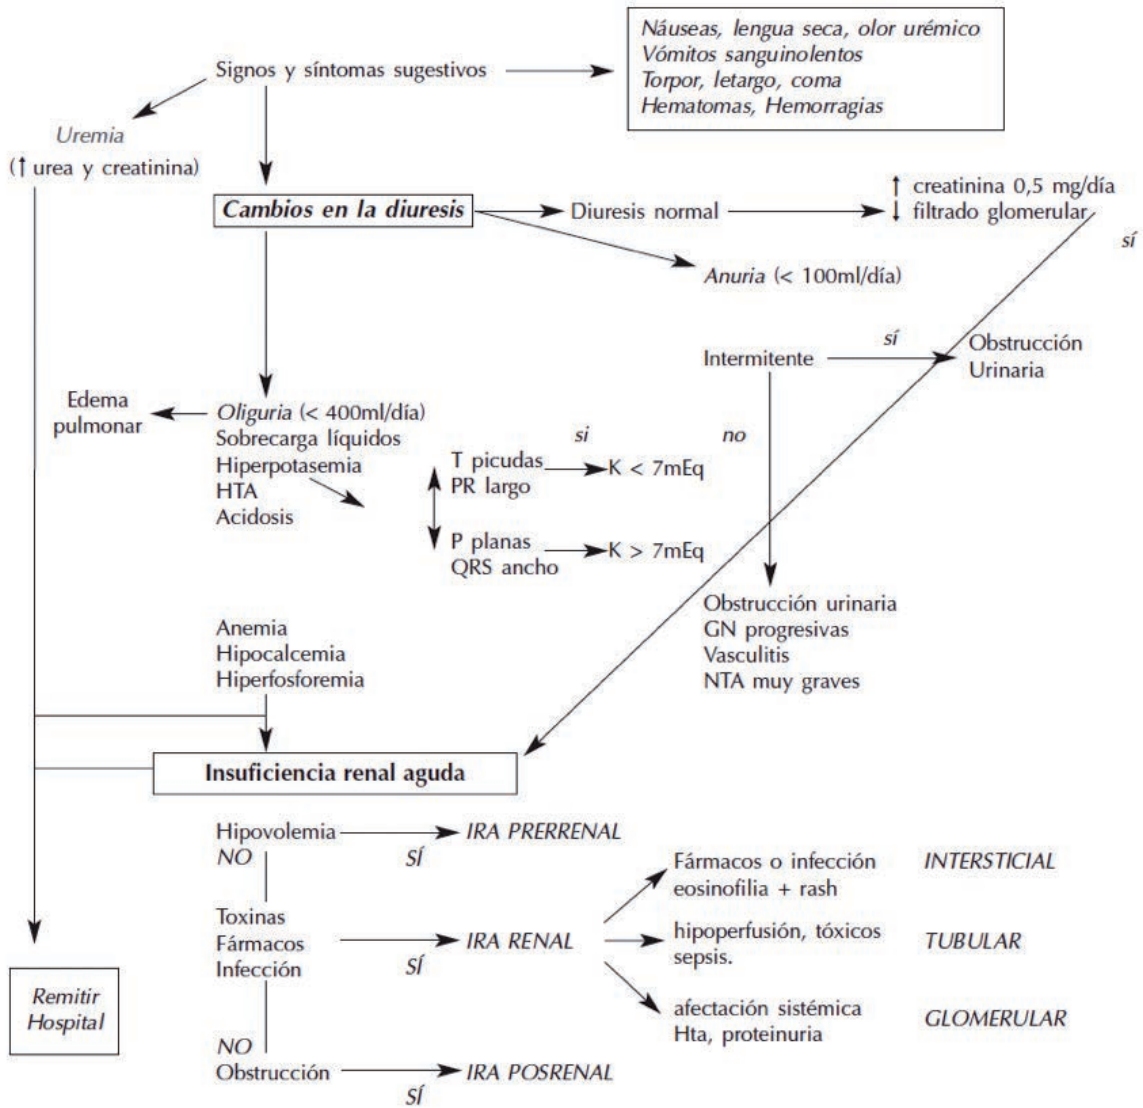 Náuseas, lengua seca, olor urémico
Vómitos sanguinolentos
Torpor, letargo, coma
Hematomas, Hemorragias
Signos y síntomas sugestivos
Uremia
(↑ urea y creatinina)
Cambios en la diuresis
Diuresis normal
↑ creatinina 0,5 mg/día
↓ filtrado glomerular
sí
Anuria (< 100ml/día)
Intermitente
sí
Obstrucción
Urinaria
Edema
pulmonar
Oliguria (< 400ml/día)
Sobrecarga líquidos
Hiperpotasemia
HTA
Acidosis
T picudas
PR largo
si
K < 7mEq
no
P planas
QRS ancho
K > 7mEq
Obstrucción urinaria
GN progresivas
Vasculitis
NTA muy graves
Anemia
Hipocalcemia
Hiperfosforemia
Insuficiencia renal aguda
Hipovolemia
NO
SÍ
IRA PRERRENAL
Fármacos o infección
eosinofilia + rash
INTERSTICIAL
Toxinas
Fármacos
Infección
SÍ
IRA RENAL
hipoperfusión, tóxicos
sepsis.
TUBULAR
afectación sistémica
Hta, proteinuria
GLOMERULAR
Remitir
Hospital
NO
Obstrucción
SÍ
IRA POSRENAL